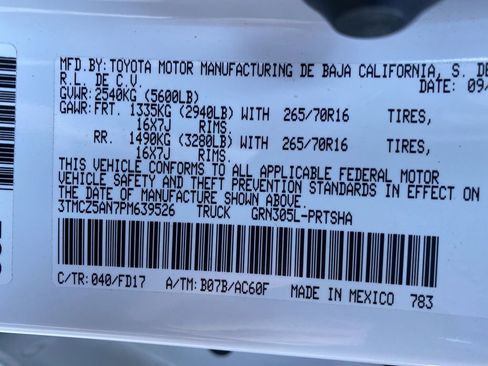 MFD.BY: TOYOTA MOTOR MANUFACTURING DE BAJA CALIFORNIA, S. DE
R.L. DE C.V. DATE: 09/
GVWR: 2540KG (5600LB)
GAWR: FRT. 1335KG (2940LB) WITH 265/70R16 TIRES,
16X7J RIMS.
RR. 1490KG (3280LB) WITH 265/70R16 TIRES,
16X7J RIMS.
THIS VEHICLE CONFORMS TO ALL APPLICABLE FEDERAL MOTOR
VEHICLE SAFETY AND THEFT PREVENTION STANDARDS IN EFFECT ON
THE DATE OF MANUFACTURE SHOWN ABOVE.
3TMCZ5AN7PM639526 TRUCK GRN305L-PRTSHA
C/TR: 040/FD17 A/TM: B07B/AC60F MADE IN MEXICO 783